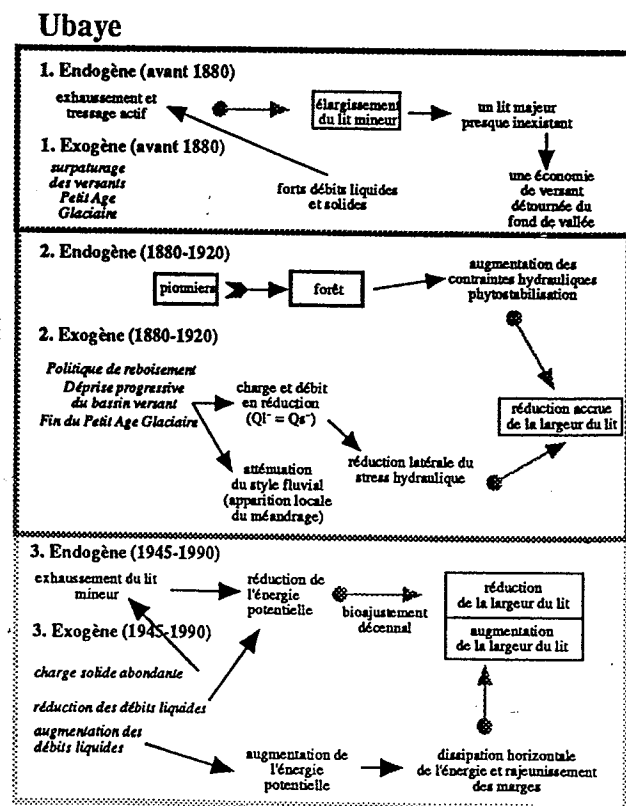 Ubaye
1. Endogène (avant 1880)
exhaussement et
tressage actif
élargissement
du lit mineur
un lit majeur
presque inexistant
1. Exogène (avant 1880)
surpaturage
des versants
Petit Age
Glaciaire
forts débits liquides
et solides
une économie
de versant
détournée du
fond de vallée
2. Endogène (1880-1920)
pionniers
forêt
augmentation des
contraintes hydrauliques
phytostabilisation
2. Exogène (1880-1920)
Politique de reboisement
Déprise progressive
du bassin versant
Fin du Petit Age Glaciaire
charge et débit
en réduction
(Ql⁻ = Qs⁻)
réduction accrue
de la largeur du lit
atténuation
du style fluvial
(apparition locale
du méandrage)
réduction latérale du
stress hydraulique
3. Endogène (1945-1990)
exhaussement du lit
mineur
réduction de
l'énergie
potentielle
bioajustement
décennal
réduction
de la largeur du lit
augmentation
de la largeur du lit
3. Exogène (1945-1990)
charge solide abondante
réduction des débits liquides
augmentation des
débits liquides
augmentation de
l'énergie
potentielle
dissipation horizontale
de l'énergie et rajeunissement
des marges